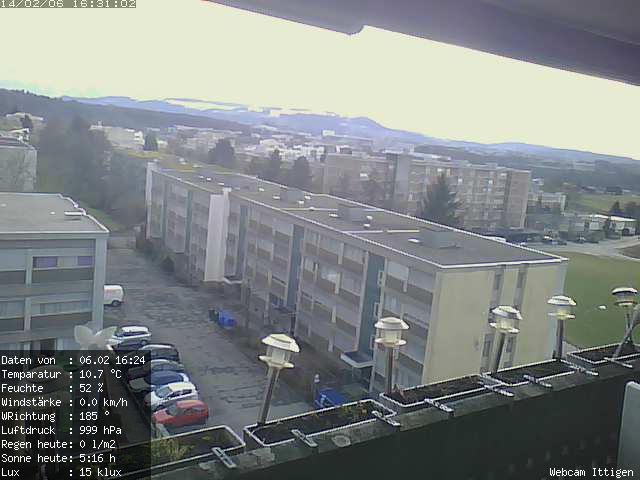 14/02/06 16:31:02
Daten von : 06.02 16:24
Temparatur : 10.7 °C
Feuchte : 52 %
Windstärke : 0.0 km/h
WRichtung : 185 °
Luftdruck : 999 hPa
Regen heute: 0 l/m2
Sonne heute: 5:16 h
Lux : 15 klux
Webcam Ittigen